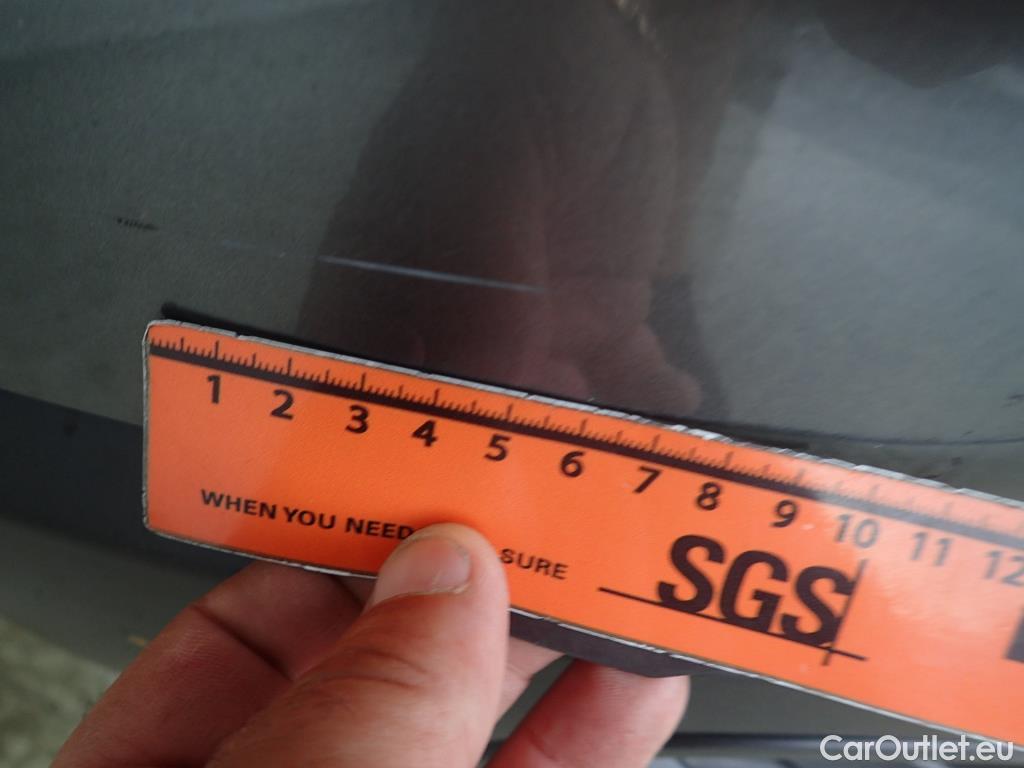 1 2 3 4 5 6 7 8 9 10 11 12
WHEN YOU NEED SURE
SGS
CarOutlet.eu